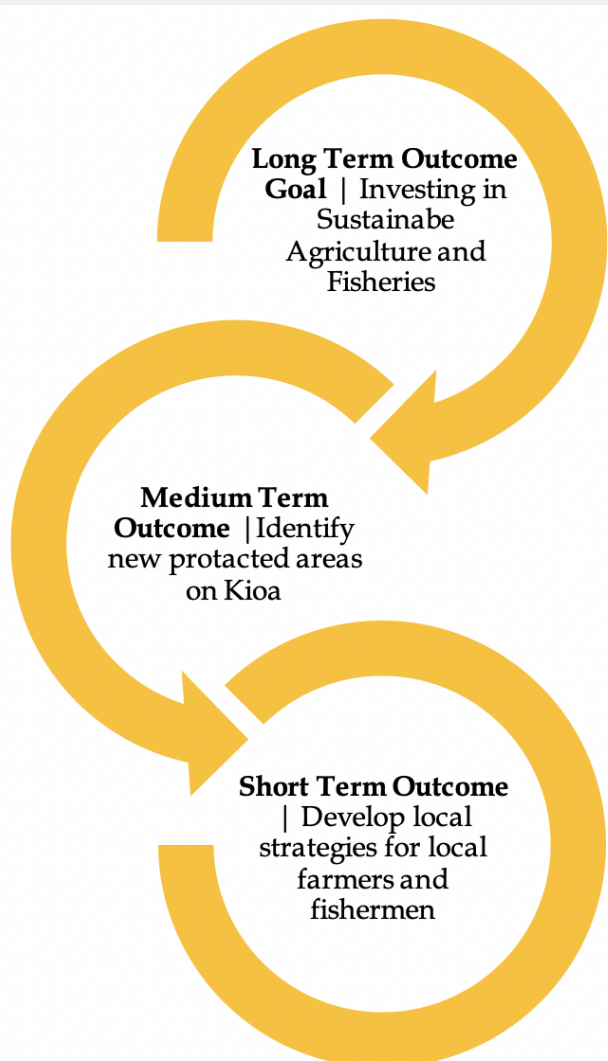 Long Term Outcome
Goal | Investing in
Sustainabe
Agriculture and
Fisheries
Medium Term
Outcome |Identify
new protacted areas
on Kioa
Short Term Outcome
| Develop local
strategies for local
farmers and
fishermen